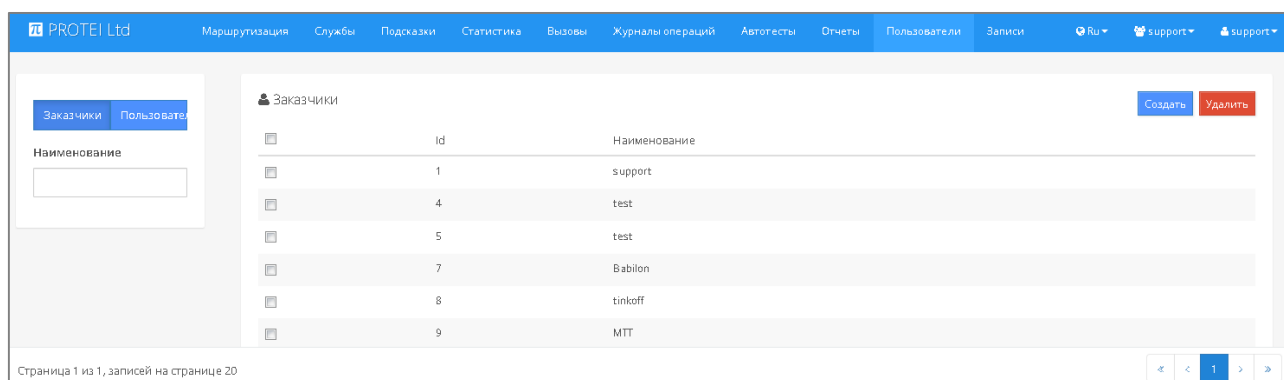 PROTEI Ltd Маршрутизация Службы Подсказки Статистика Вызовы Журналы операций Автотесты Отчеты Пользователи Записи Ru support support
Заказчики Пользовател
Наименование
Заказчики Создать Удалить
Id Наименование
1 support
4 test
5 test
7 Babilon
8 tinkoff
9 МТТ
Страница 1 из 1, записей на странице 20 « < 1 > »